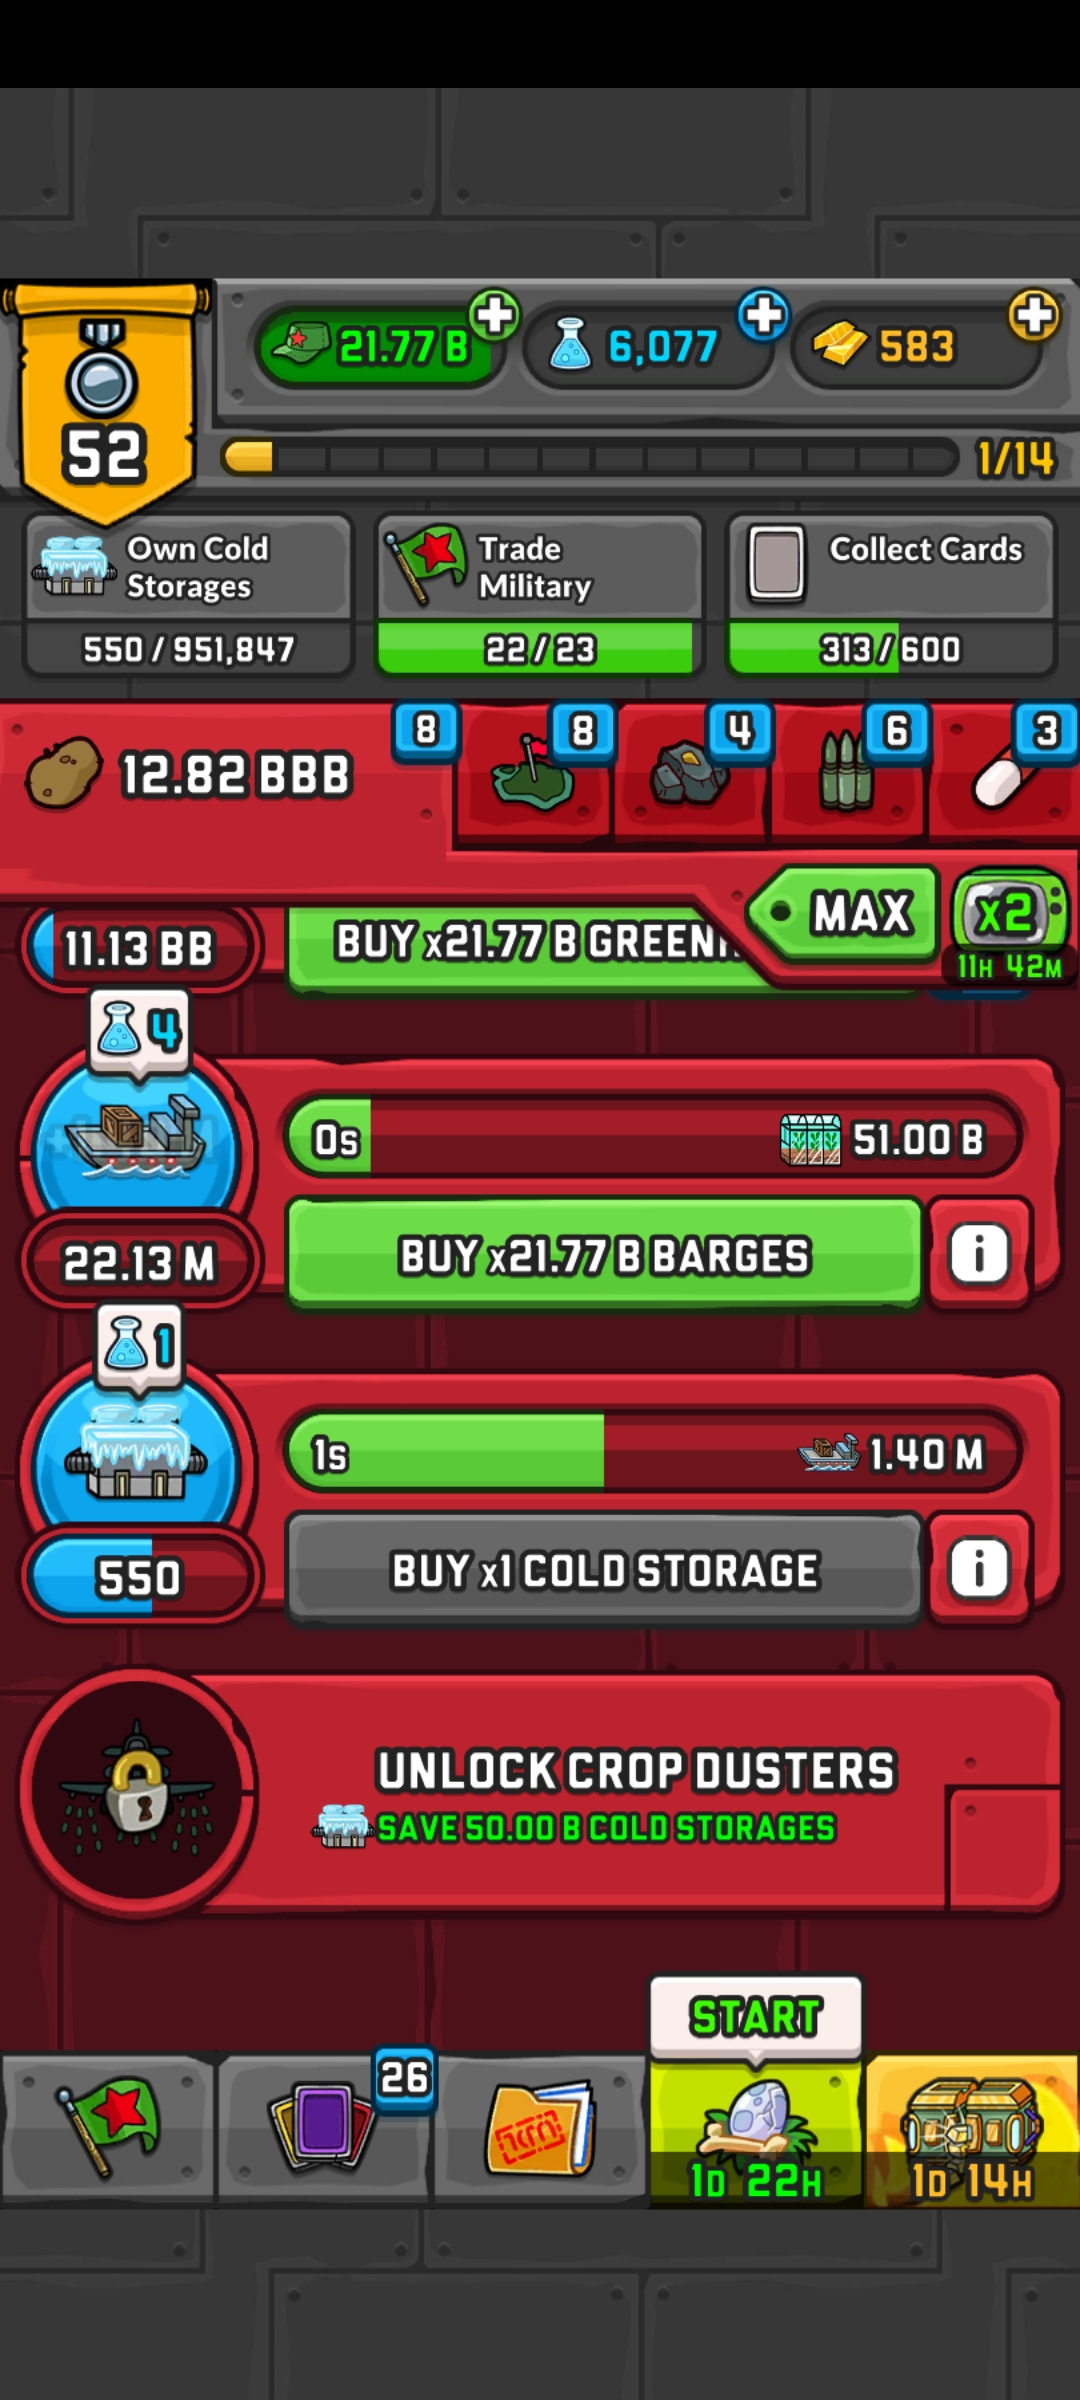 21.77 B
6,077
583
52
1/14
Own Cold
Storages
550 / 951,847
Trade
Military
22 / 23
Collect Cards
313 / 600
12.82 BBB
8
8
4
6
3
MAX
x2
11H 42M
11.13 BB
BUY x21.77 B
4
0s
51.00 B
22.13 M
BUY x21.77 B BARGES
1
1s
1.40 M
550
BUY x1 COLD STORAGE
UNLOCK CROP DUSTERS
SAVE 50.00 B COLD STORAGES
START
26
1D 22H
1D 14H